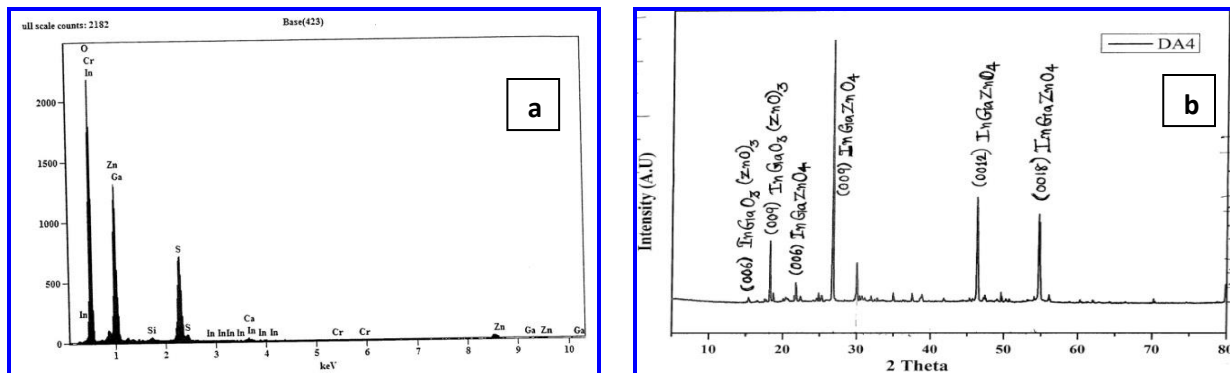 ull scale counts: 2182
Base(423)
O
Cr
In
2000
1500
Zn
Ga
1000
S
500
In
Si
S
Ca
In In In In In In In
Cr Cr
Zn
Ga Zn Ga
0
1 2 3 4 5 6 7 8 9 10
keV
a
DA4
b
(006) InGaO3 (ZnO)3
(009) InGaO3 (ZnO)3
(006) InGaZnO4
(009) InGaZnO4
(0012) InGaZnO4
(0018) InGaZnO4
Intensity (A.U)
10 20 30 40 50 60 70 80
2 Theta